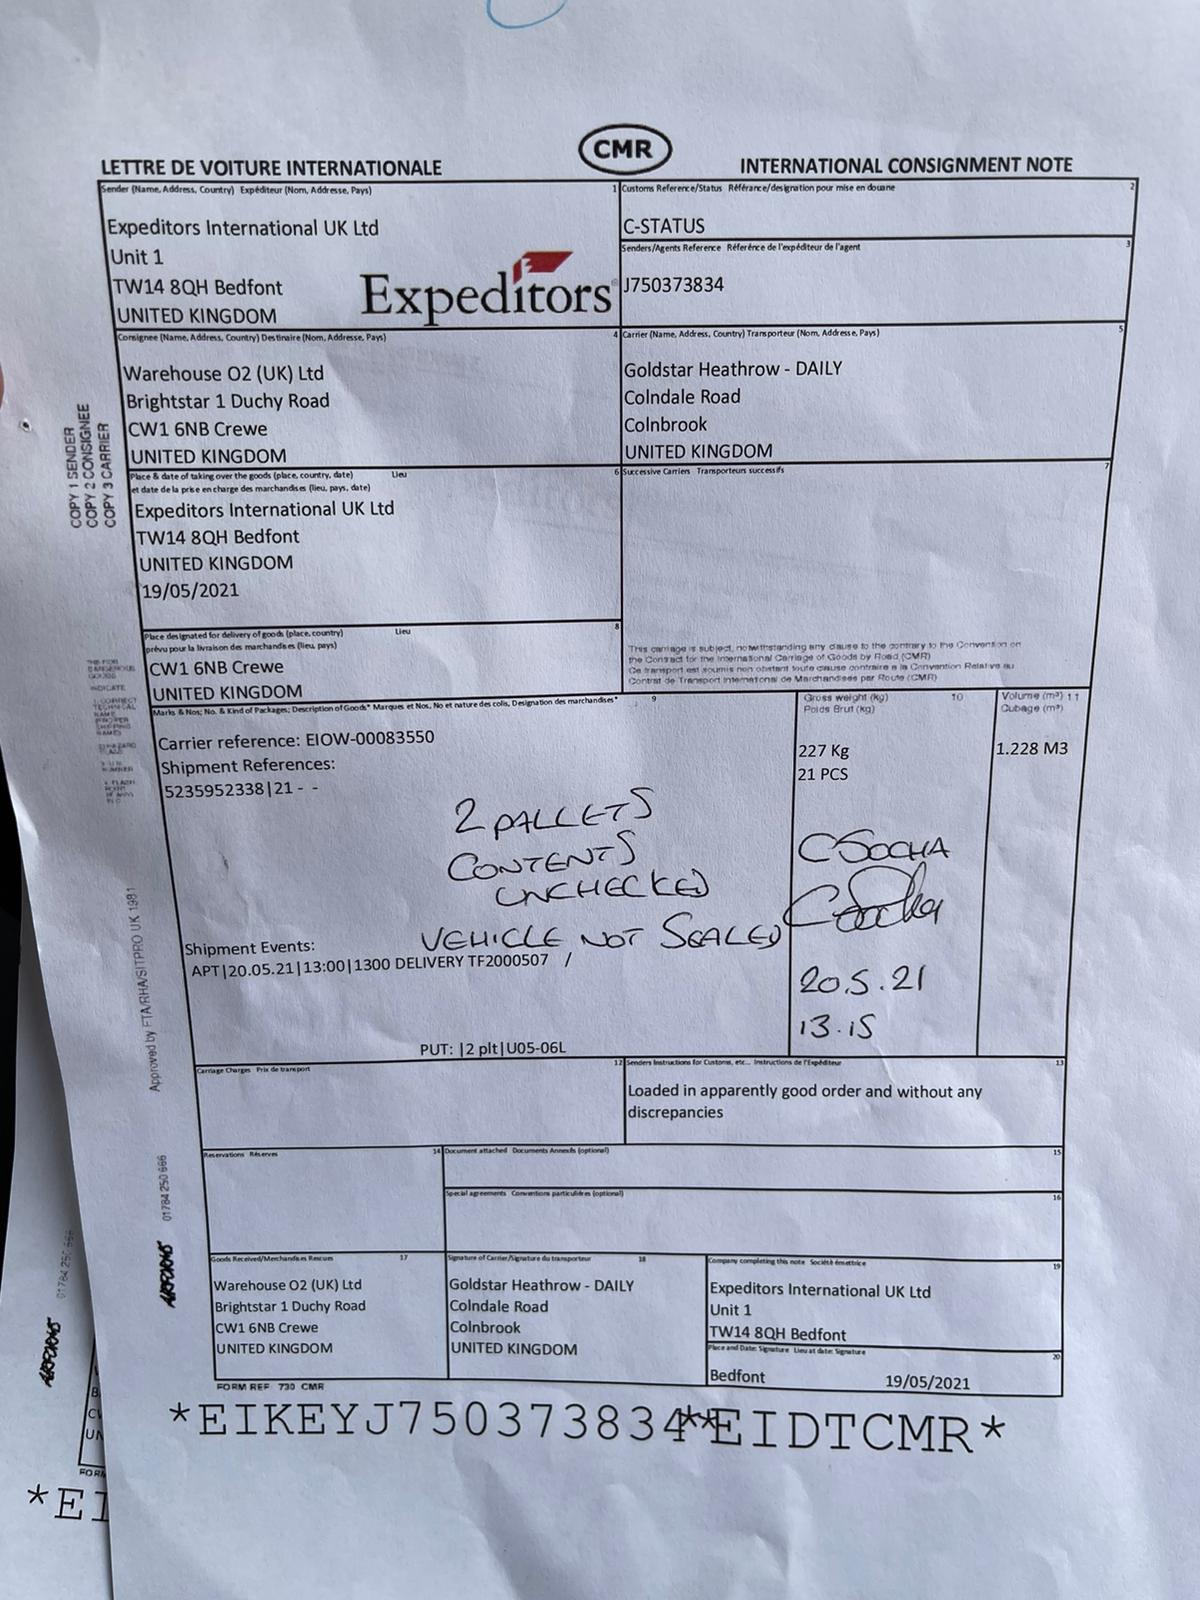 CMR
LETTRE DE VOITURE INTERNATIONALE
INTERNATIONAL CONSIGNMENT NOTE
Sender (Name, Address, Country) Expéditeur (Nom, Addresse, Pays) 1
Expeditors International UK Ltd
Unit 1
TW14 8QH Bedfont
UNITED KINGDOM
Expeditors
Customs Reference/Status Référance/designation pour mise en douane 2
C-STATUS
Senders/Agents Reference Référence de l'expéditeur de l'agent 3
J750373834
Consignee (Name, Address, Country) Destinaire (Nom, Addresse, Pays) 4
Warehouse O2 (UK) Ltd
Brightstar 1 Duchy Road
CW1 6NB Crewe
UNITED KINGDOM
Carrier (Name, Address, Country) Transporteur (Nom, Addresse, Pays) 5
Goldstar Heathrow - DAILY
Colndale Road
Colnbrook
UNITED KINGDOM
COPY 1 SENDER
COPY 2 CONSIGNEE
COPY 3 CARRIER
Place & date of taking over the goods (place, country, date) Lieu 6
et date de la prise en charge des marchandises (lieu, pays, date)
Expeditors International UK Ltd
TW14 8QH Bedfont
UNITED KINGDOM
19/05/2021
Successive Carriers Transporteurs successifs 7
Place designated for delivery of goods (place, country) Lieu 8
prévu pour la livraison des marchandises (lieu, pays)
CW1 6NB Crewe
UNITED KINGDOM
This carriage is subject, notwithstanding any clause to the contrary to the Convention on
the Contract for the International Carriage of Goods by Road (CMR)
Ce transport est soumis non obstant toute clause contraire a la Convention Relative au
Contrat de Transport International de Marchandises par Route (CMR)
Marks & Nos; No. & Kind of Packages; Description of Goods* Marques et Nos, No et nature des colis, Designation des marchandises* 9
Gross weight (kg) 10
Poids Brut (kg)
Volume (m³) 11
Cubage (m³)
Carrier reference: EIOW-00083550
Shipment References:
5235952338|21 - -
227 Kg
21 PCS
1.228 M3
2 PALLETS
CONTENTS
UNCHECKED
VEHICLE NOT SEALED
CSOCHA
CSocha
20.5.21
13.15
Shipment Events:
APT|20.05.21|13:00|1300 DELIVERY TF2000507 /
PUT: |2 plt|U05-06L
Approved by FTA/RHA/SITPRO UK 1981
Carriage Charges Prix de transport 12
Senders Instructions for Customs, etc... Instructions de l'Expéditeur 13
Loaded in apparently good order and without any
discrepancies
Reservations Réserves 14
Document attached Documents Annexés (optional) 15
Special agreements Conventions particulières (optional) 16
AIRFORMS 01784 250 666
Goods Received/Merchandises Rescues 17
Warehouse O2 (UK) Ltd
Brightstar 1 Duchy Road
CW1 6NB Crewe
UNITED KINGDOM
Signature of Carrier/Signature du transporteur 18
Goldstar Heathrow - DAILY
Colndale Road
Colnbrook
UNITED KINGDOM
Company completing this note Société émettrice 19
Expeditors International UK Ltd
Unit 1
TW14 8QH Bedfont
Place and Date: Signature Lieu at date: Signature 20
Bedfont 19/05/2021
FORM REF 730 CMR
*EIKEYJ750373834**EIDTCMR*
AIRFORMS 01784 250 666
FORM
*EI